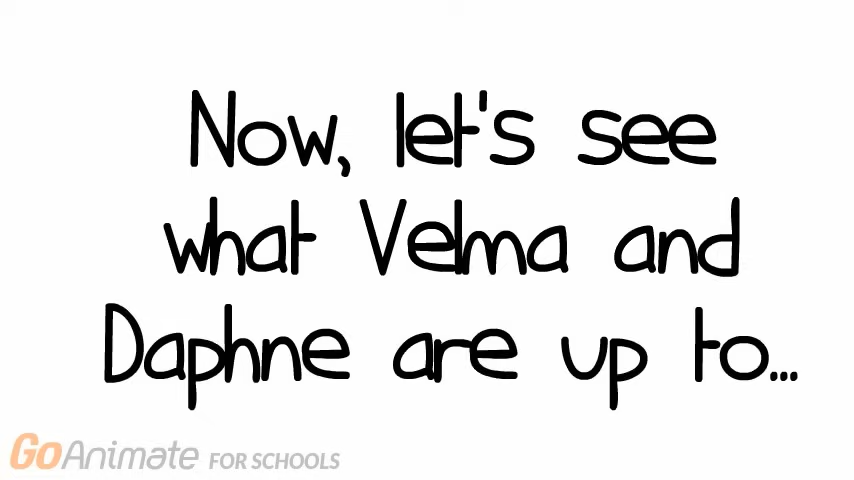 Now, let's see
what Velma and
Daphne are up to...
GoAnimate FOR SCHOOLS